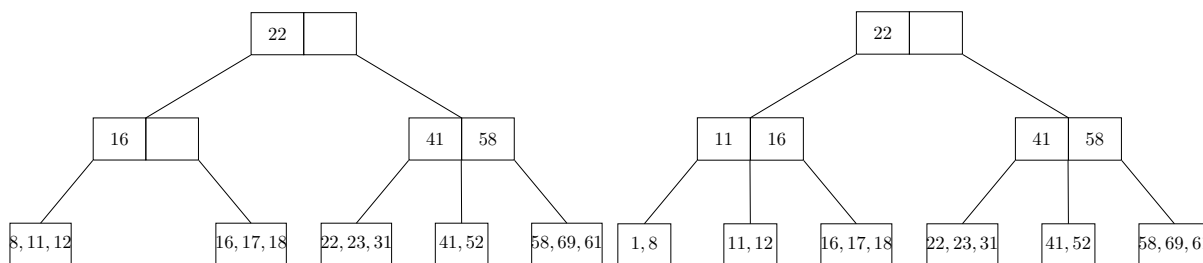 22
22
16
41 58
11 16
41 58
8, 11, 12
16, 17, 18
22, 23, 31
41, 52
58, 69, 61
1, 8
11, 12
16, 17, 18
22, 23, 31
41, 52
58, 69, 6